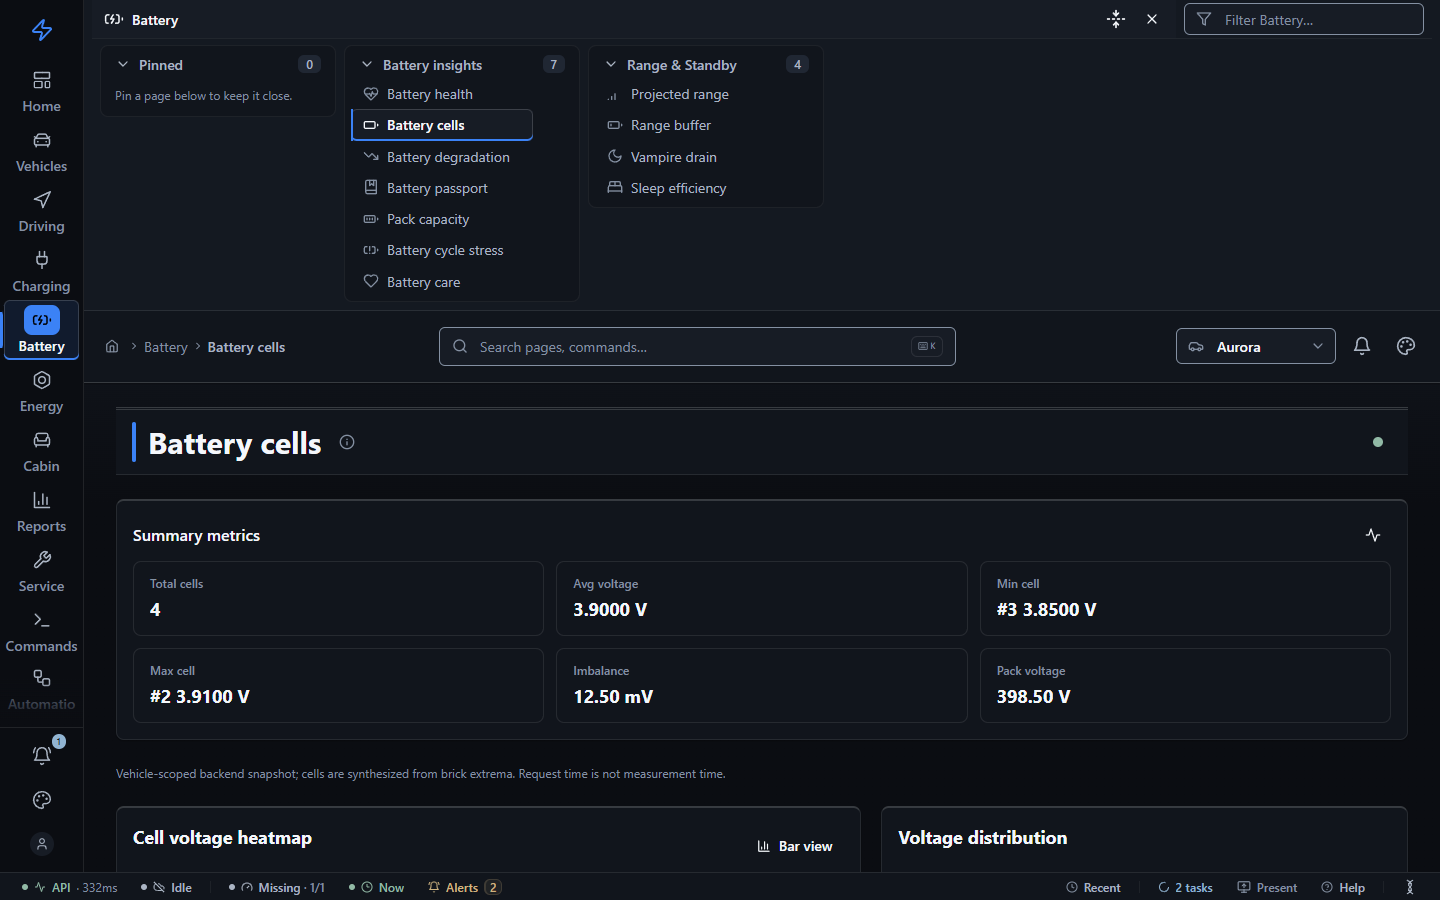 Battery
Filter Battery...
Pinned 0
Pin a page below to keep it close.
Battery insights 7
Battery health
Battery cells
Battery degradation
Battery passport
Pack capacity
Battery cycle stress
Battery care
Range & Standby 4
Projected range
Range buffer
Vampire drain
Sleep efficiency
Home
Vehicles
Driving
Charging
Battery
Energy
Cabin
Reports
Service
Commands
Automatio
1
Battery
Battery cells
Search pages, commands...
K
Aurora
Battery cells
Summary metrics
Total cells
4
Avg voltage
3.9000 V
Min cell
#3 3.8500 V
Max cell
#2 3.9100 V
Imbalance
12.50 mV
Pack voltage
398.50 V
Vehicle-scoped backend snapshot; cells are synthesized from brick extrema. Request time is not measurement time.
Cell voltage heatmap
Bar view
Voltage distribution
API · 332ms
Idle
Missing · 1/1
Now
Alerts 2
Recent
2 tasks
Present
Help